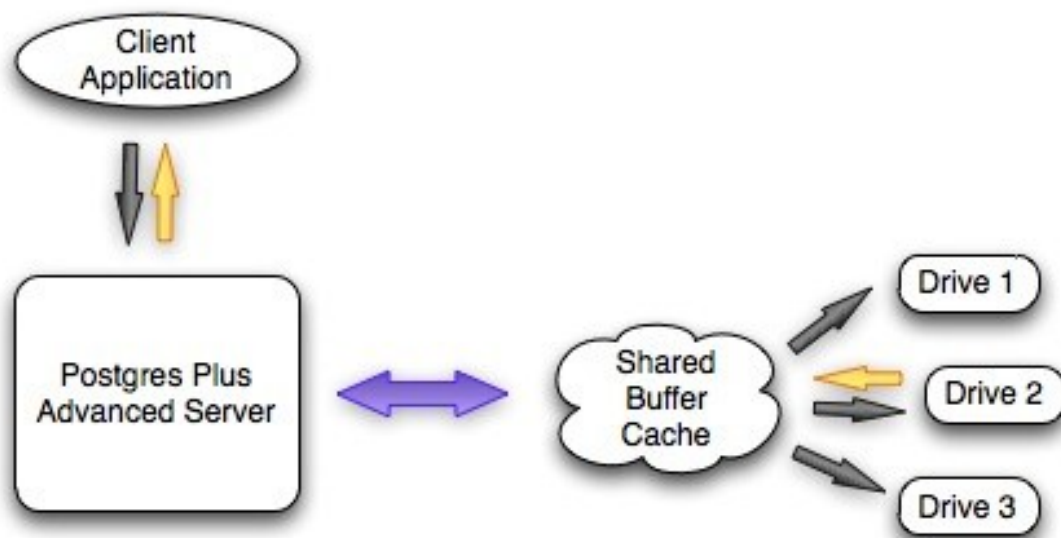 Client
Application
Postgres Plus
Advanced Server
Shared
Buffer
Cache
Drive 1
Drive 2
Drive 3